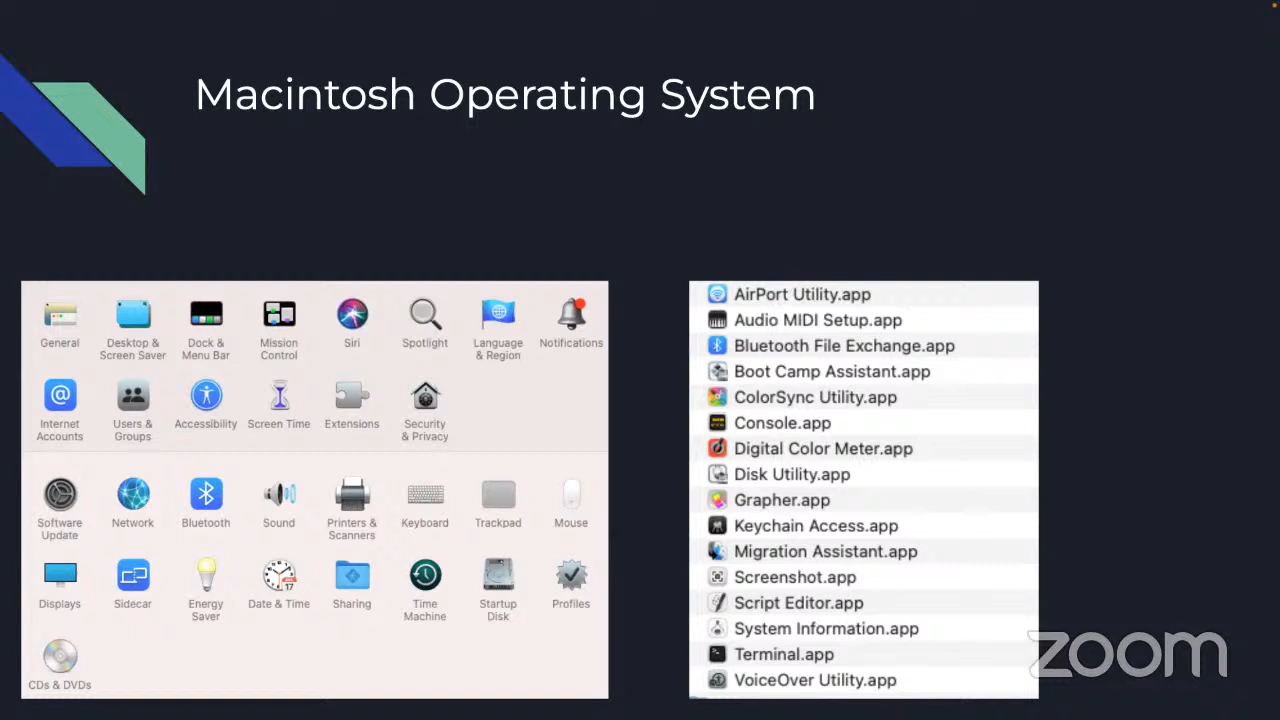 Macintosh Operating System
General
Desktop &
Screen Saver
Dock &
Menu Bar
Mission
Control
Siri
Spotlight
Language
& Region
Notifications
@
Internet
Accounts
Users &
Groups
Accessibility
Screen Time
Extensions
Security
& Privacy
Software
Update
Network
Bluetooth
Sound
Printers &
Scanners
Keyboard
Trackpad
Mouse
Displays
Sidecar
Energy
Saver
17
Date & Time
Sharing
Time
Machine
Startup
Disk
Profiles
CDs & DVDs
AirPort Utility.app
Audio MIDI Setup.app
Bluetooth File Exchange.app
Boot Camp Assistant.app
ColorSync Utility.app
Console.app
Digital Color Meter.app
Disk Utility.app
Grapher.app
Keychain Access.app
Migration Assistant.app
Screenshot.app
Script Editor.app
System Information.app
Terminal.app
VoiceOver Utility.app
zoom